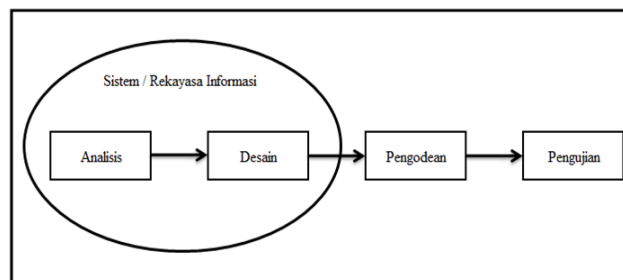 Sistem / Rekayasa Informasi
Analisis
Desain
Pengodean
Pengujian